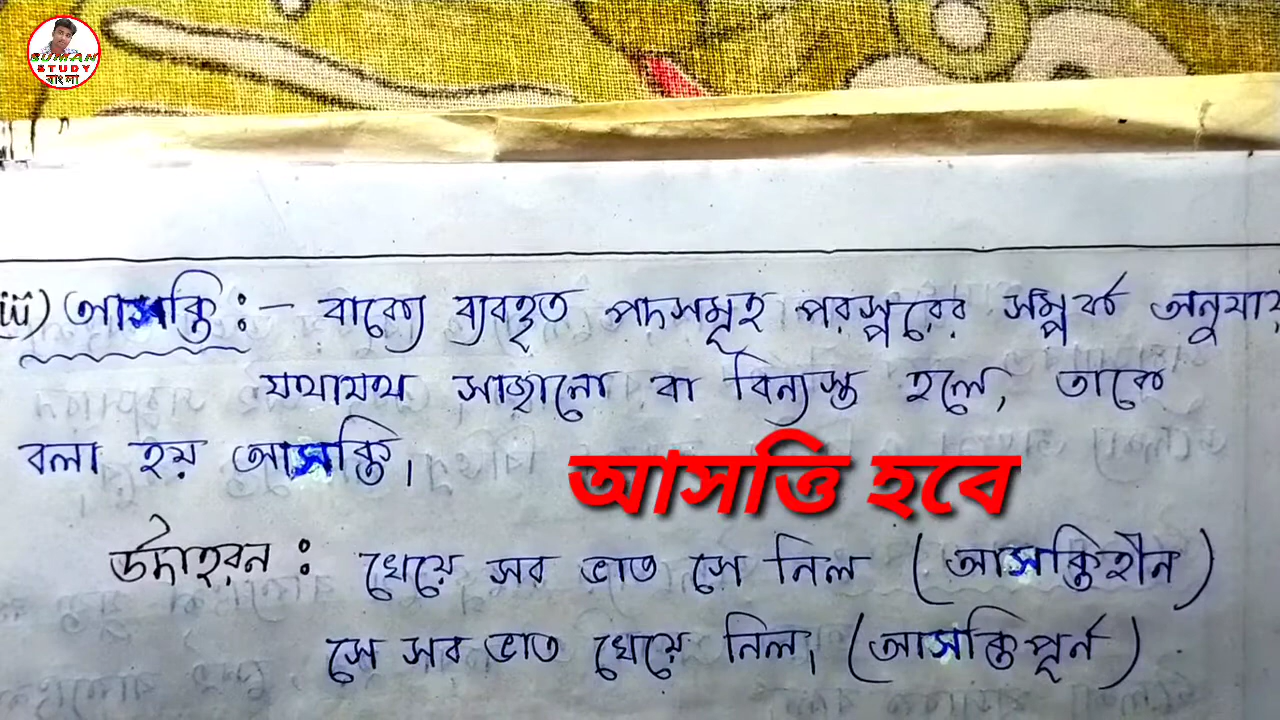 SUMAN
STUDY
বাংলা
iii) আসক্তি :- বাক্যে ব্যবহৃত পদসমূহ পরস্পরের সম্পর্ক অনুযায়
যথাযথ সাজানো বা বিন্যস্ত হলে, তাকে
বলা হয় আসক্তি।
আসত্তি হবে
উদাহরন : খেয়ে সব ভাত সে নিল (আসক্তিহীন)
সে সব ভাত খেয়ে নিল। (আসক্তিপূর্ন)